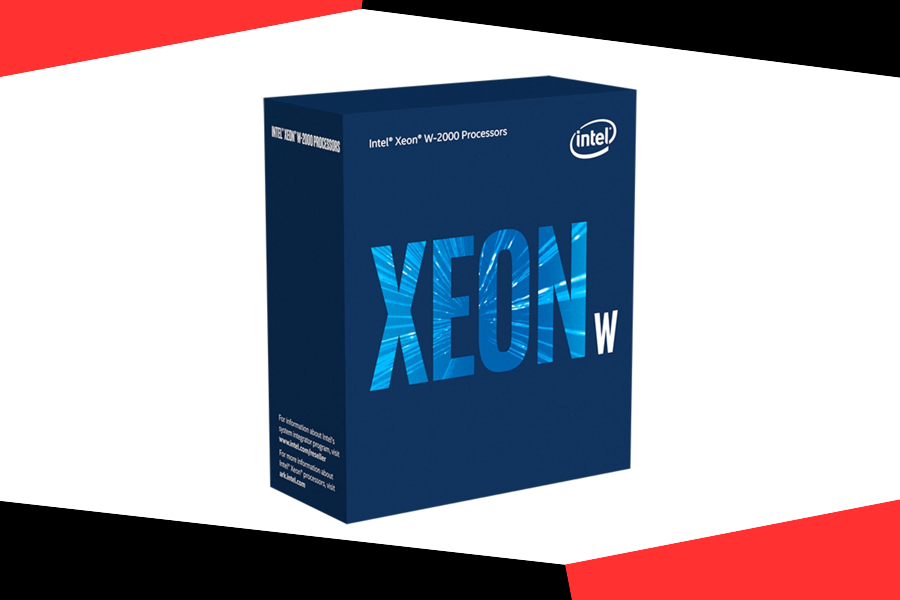 INTEL® XEON® W-2000 PROCESSORS
Intel® Xeon® W-2000 Processors
intel®
XEON
W
For information about Intel's
system integrator program, visit
www.intel.com/reseller
For more information about
Intel® Xeon® processors, visit
ark.intel.com